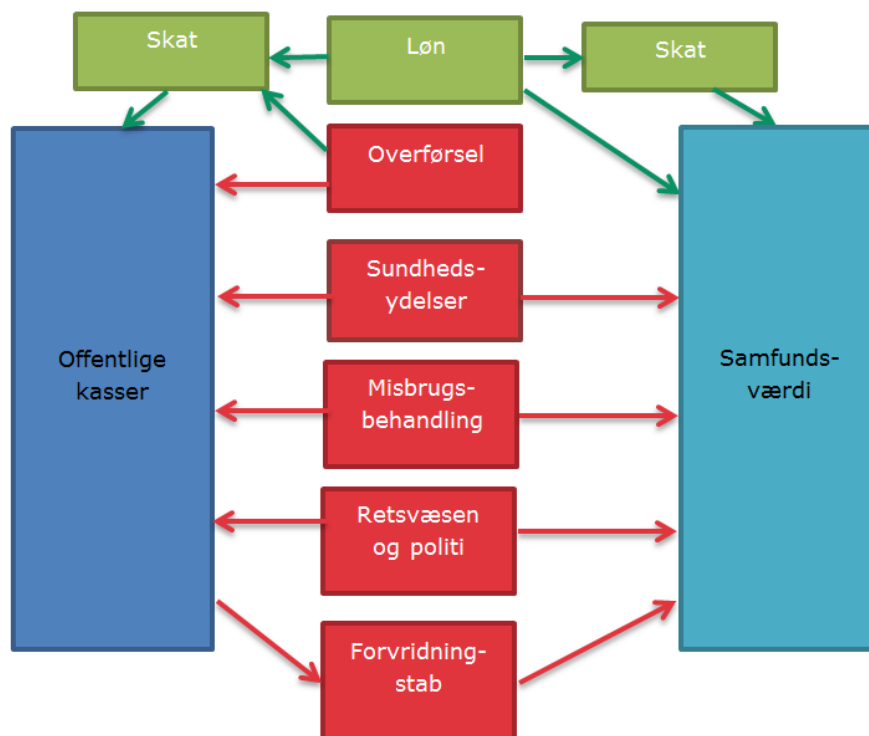 Skat
Løn
Skat
Overførsel
Sundheds-
ydelser
Offentlige
kasser
Misbrugs-
behandling
Samfunds-
værdi
Retsvæsen
og politi
Forvridning-
stab